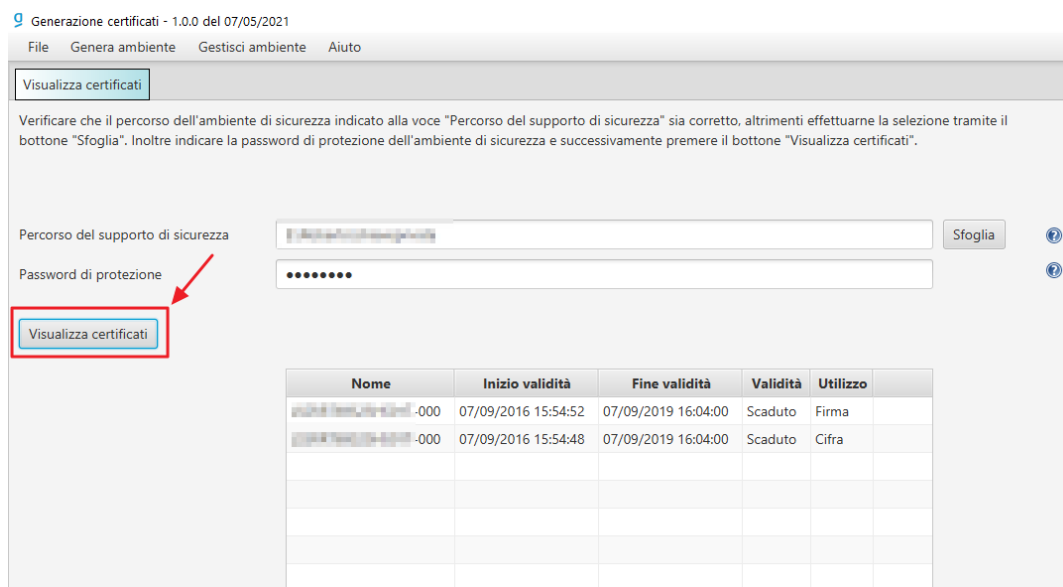 g Generazione certificati - 1.0.0 del 07/05/2021
File Genera ambiente Gestisci ambiente Aiuto
Visualizza certificati
Verificare che il percorso dell'ambiente di sicurezza indicato alla voce "Percorso del supporto di sicurezza" sia corretto, altrimenti effettuarne la selezione tramite il
bottone "Sfoglia". Inoltre indicare la password di protezione dell'ambiente di sicurezza e successivamente premere il bottone "Visualizza certificati".
Percorso del supporto di sicurezza Sfoglia ?
Password di protezione •••••••• ?
Visualizza certificati
Nome Inizio validità Fine validità Validità Utilizzo
-000 07/09/2016 15:54:52 07/09/2019 16:04:00 Scaduto Firma
-000 07/09/2016 15:54:48 07/09/2019 16:04:00 Scaduto Cifra